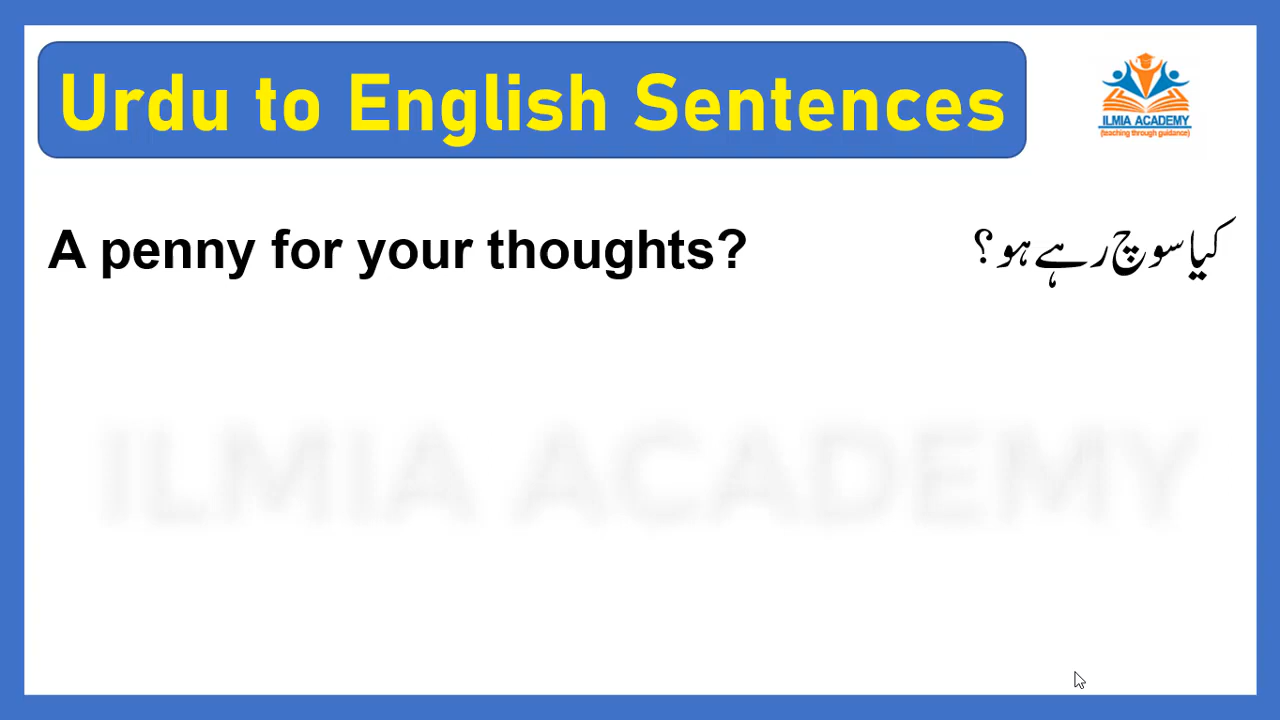 Urdu to English Sentences
ILMIA ACADEMY
(teaching through guidance)
A penny for your thoughts?
کیا سوچ رہے ہو؟
ILMIA ACADEMY